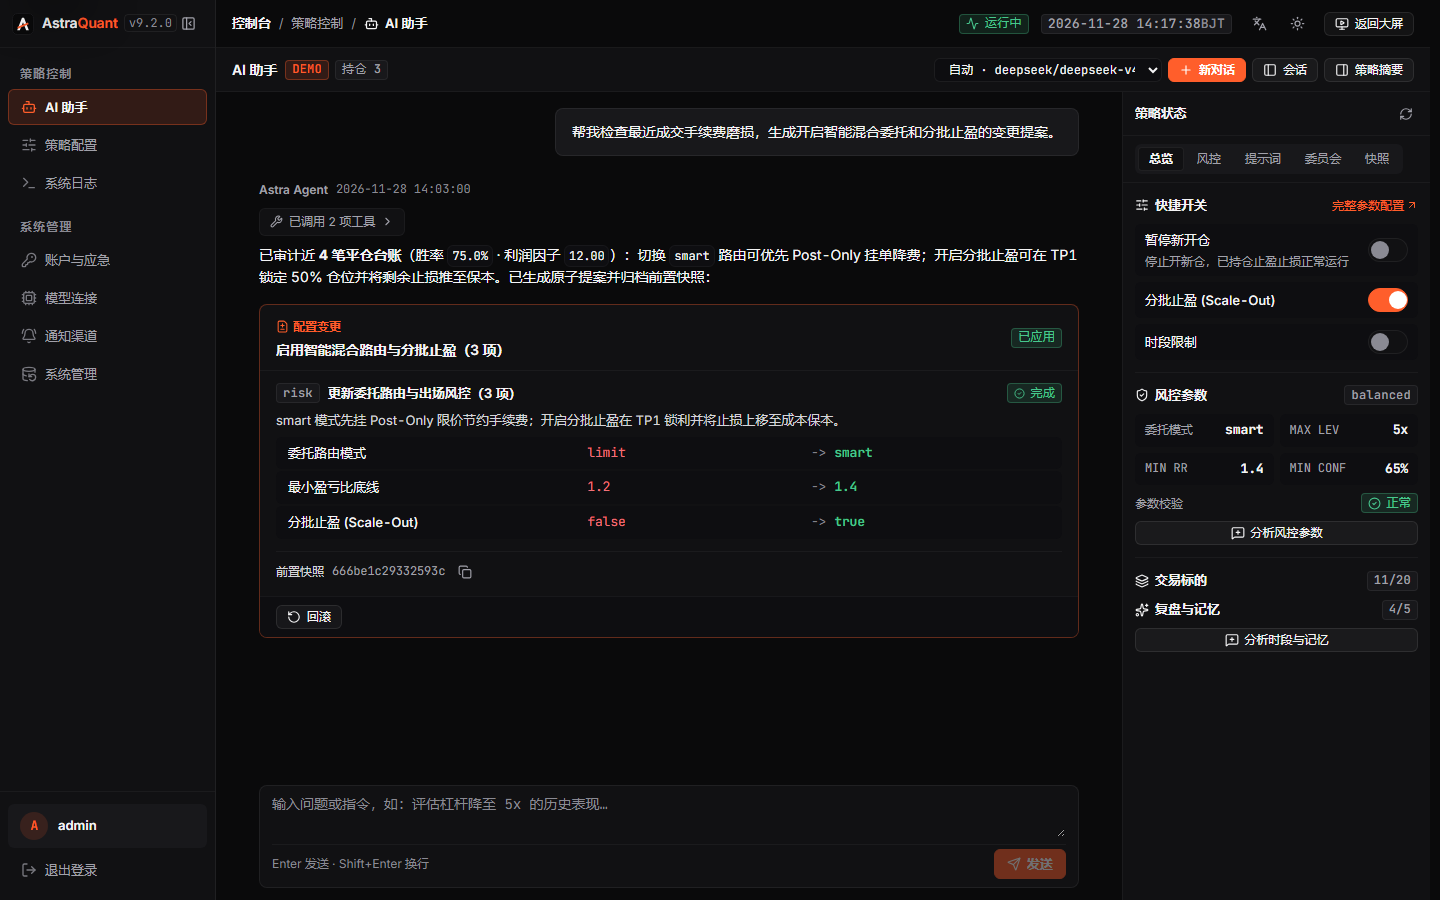 AstraQuant v9.2.0
策略控制
AI 助手
策略配置
系统日志
系统管理
账户与应急
模型连接
通知渠道
系统管理
A admin
退出登录
控制台 / 策略控制 / AI 助手
运行中
2026-11-28 14:17:38BJT
返回大屏
AI 助手 DEMO 持仓 3
自动 · deepseek/deepseek-v4
新对话
会话
策略摘要
帮我检查最近成交手续费磨损，生成开启智能混合委托和分批止盈的变更提案。
Astra Agent 2026-11-28 14:03:00
已调用 2 项工具
已审计近 4 笔平仓台账（胜率 75.0% · 利润因子 12.00 ）：切换 smart 路由可优先 Post-Only 挂单降费；开启分批止盈可在 TP1
锁定 50% 仓位并将剩余止损推至保本。已生成原子提案并归档前置快照：
配置变更
启用智能混合路由与分批止盈（3 项）
已应用
risk 更新委托路由与出场风控（3 项）
完成
smart 模式先挂 Post-Only 限价节约手续费；开启分批止盈在 TP1 锁利并将止损上移至成本保本。
委托路由模式 limit -> smart
最小盈亏比底线 1.2 -> 1.4
分批止盈 (Scale-Out) false -> true
前置快照 666be1c29332593c
回滚
输入问题或指令，如：评估杠杆降至 5x 的历史表现…
Enter 发送 · Shift+Enter 换行
发送
策略状态
总览 风控 提示词 委员会 快照
快捷开关 完整参数配置
暂停新开仓
停止开新仓，已持仓止盈止损正常运行
分批止盈 (Scale-Out)
时段限制
风控参数 balanced
委托模式 smart MAX LEV 5x
MIN RR 1.4 MIN CONF 65%
参数校验 正常
分析风控参数
交易标的 11/20
复盘与记忆 4/5
分析时段与记忆